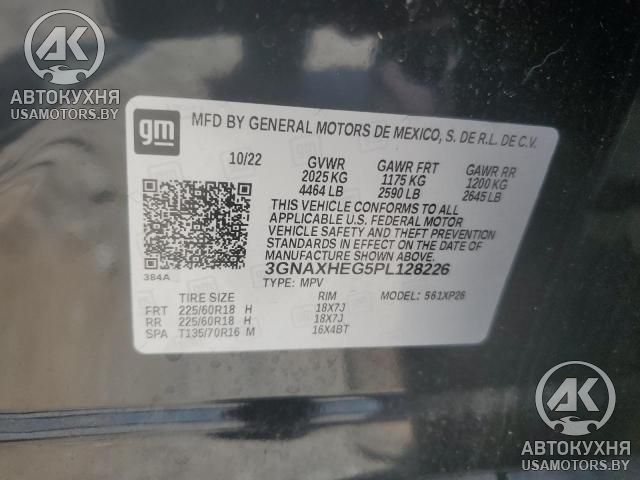 AK
АВТОКУХНЯ
USAMOTORS.BY
gm
MFD BY GENERAL MOTORS DE MEXICO, S. DE R.L. DE C.V.
10/22 GVWR GAWR FRT GAWR RR
2025 KG 1175 KG 1200 KG
4464 LB 2590 LB 2645 LB
THIS VEHICLE CONFORMS TO ALL
APPLICABLE U.S. FEDERAL MOTOR
VEHICLE SAFETY AND THEFT PREVENTION
STANDARDS IN EFFECT ON THE DATE OF
MANUFACTURE SHOWN ABOVE.
3GNAXHEG5PL128226
384A
TYPE: MPV MODEL: 561XP26
TIRE SIZE RIM
FRT 225/60R18 H 18X7J
RR 225/60R18 H 18X7J
SPA T135/70R16 M 16X4BT
AK
АВТОКУХНЯ
USAMOTORS.BY